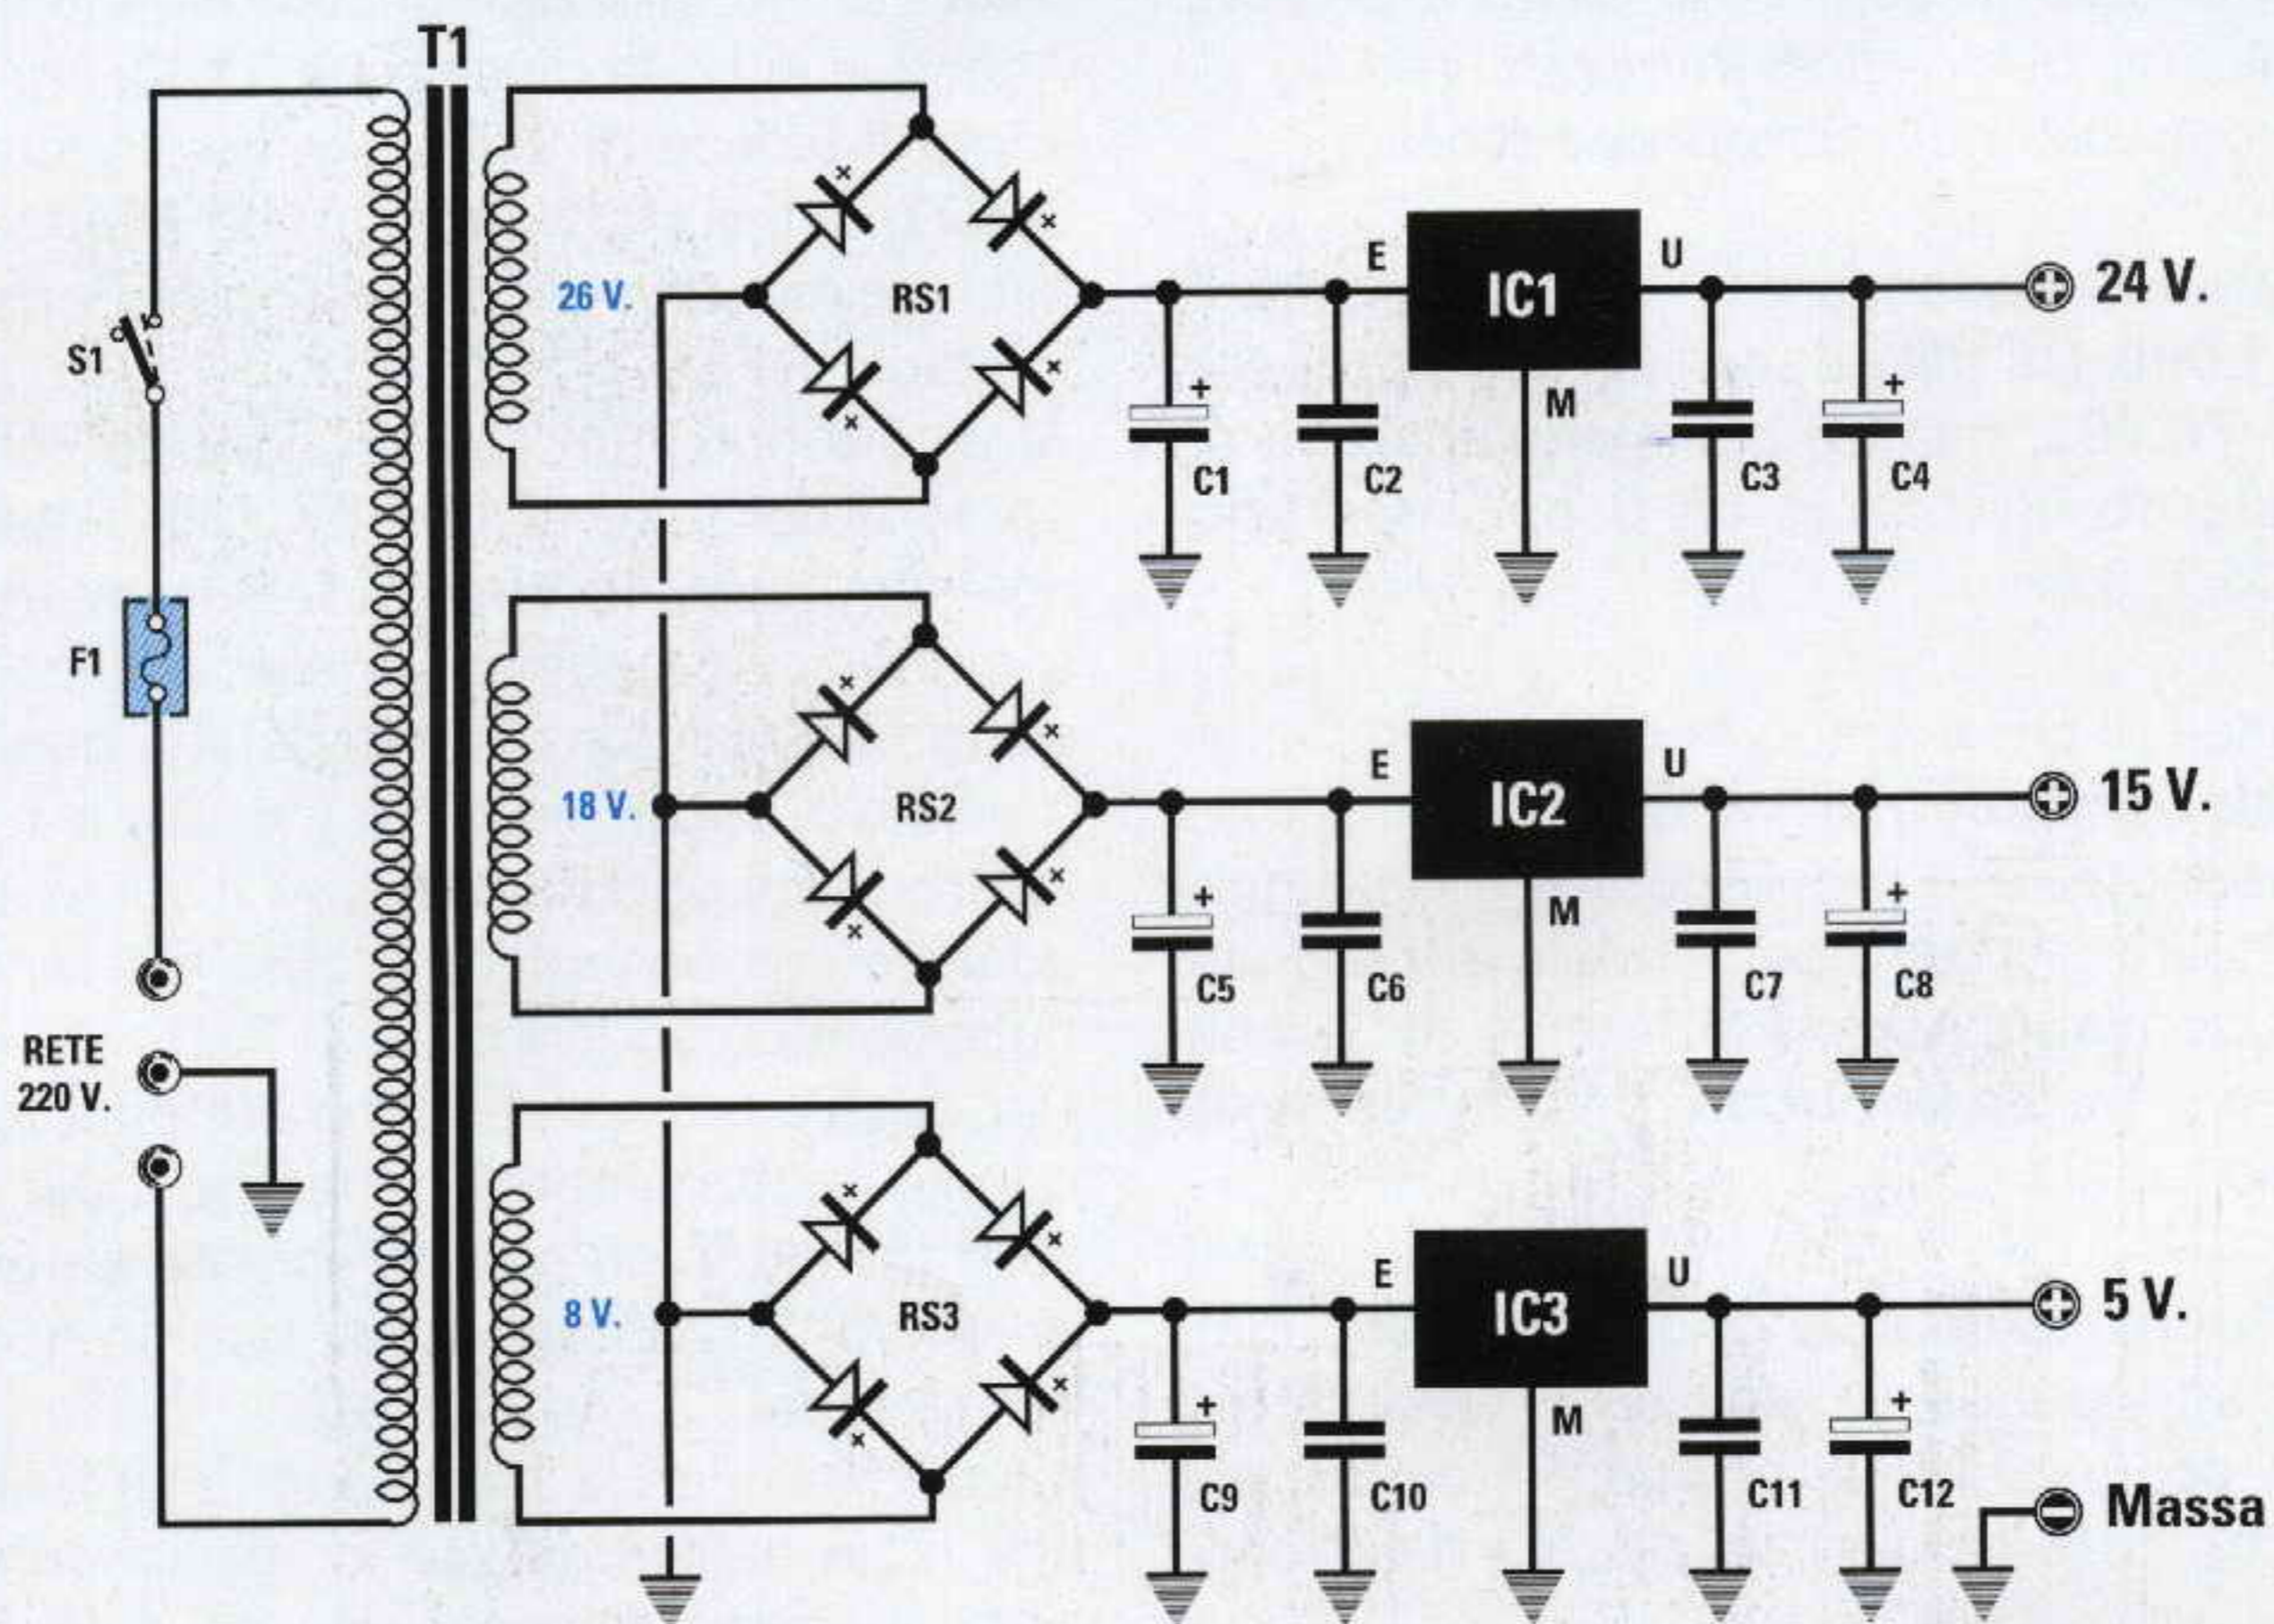 T1
S1
F1
RETE
220 V.
26 V.
RS1
E
IC1
U
M
+
C1
C2
C3
+
C4
24 V.
18 V.
RS2
E
IC2
U
M
+
C5
C6
C7
+
C8
15 V.
8 V.
RS3
E
IC3
U
M
+
C9
C10
C11
+
C12
5 V.
Massa